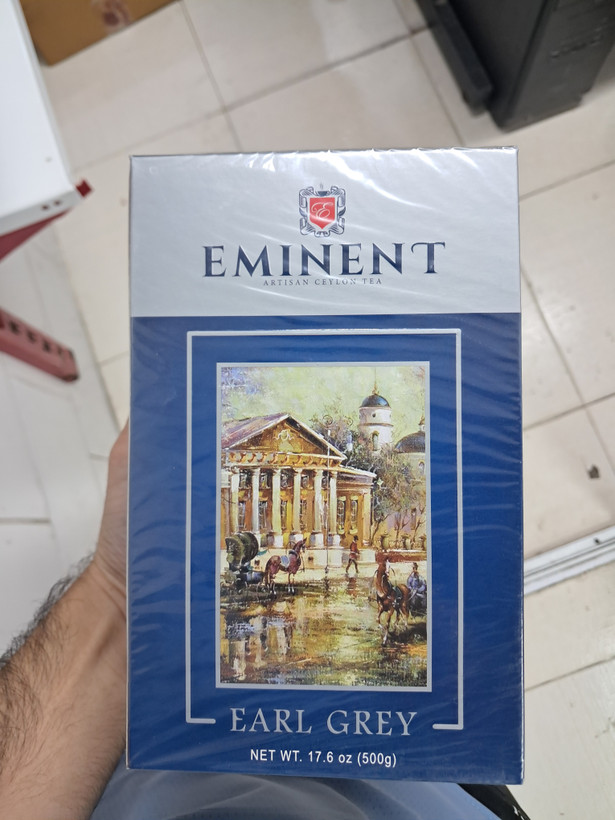 EMINENT
ARTISAN CEYLON TEA
EARL GREY
NET WT. 17.6 oz (500g)